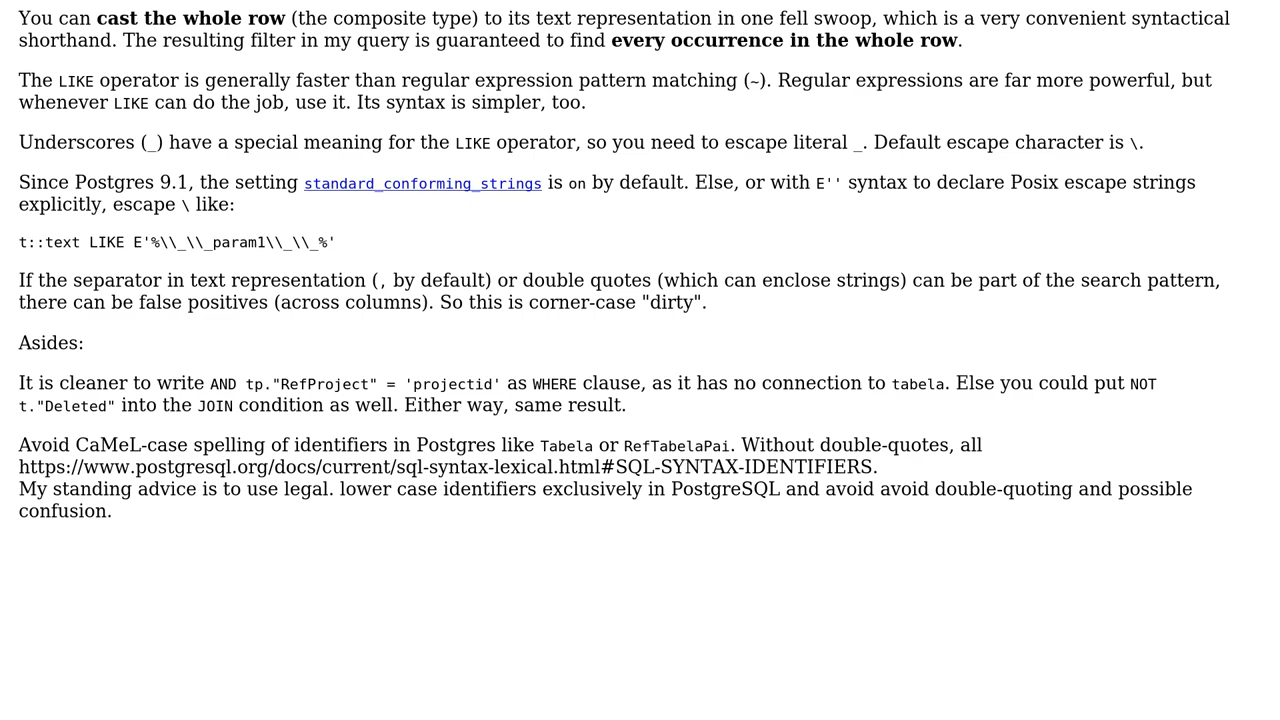 You can cast the whole row (the composite type) to its text representation in one fell swoop, which is a very convenient syntactical
shorthand. The resulting filter in my query is guaranteed to find every occurrence in the whole row.
The LIKE operator is generally faster than regular expression pattern matching (~). Regular expressions are far more powerful, but
whenever LIKE can do the job, use it. Its syntax is simpler, too.
Underscores (_) have a special meaning for the LIKE operator, so you need to escape literal _. Default escape character is \.
Since Postgres 9.1, the setting standard_conforming_strings is on by default. Else, or with E'' syntax to declare Posix escape strings
explicitly, escape \ like:
t::text LIKE E'%\\_\\_param1\\_\\_%'
If the separator in text representation (, by default) or double quotes (which can enclose strings) can be part of the search pattern,
there can be false positives (across columns). So this is corner-case "dirty".
Asides:
It is cleaner to write AND tp."RefProject" = 'projectid' as WHERE clause, as it has no connection to tabela. Else you could put NOT
t."Deleted" into the JOIN condition as well. Either way, same result.
Avoid CaMeL-case spelling of identifiers in Postgres like Tabela or RefTabelaPai. Without double-quotes, all
https://www.postgresql.org/docs/current/sql-syntax-lexical.html#SQL-SYNTAX-IDENTIFIERS.
My standing advice is to use legal. lower case identifiers exclusively in PostgreSQL and avoid avoid double-quoting and possible
confusion.